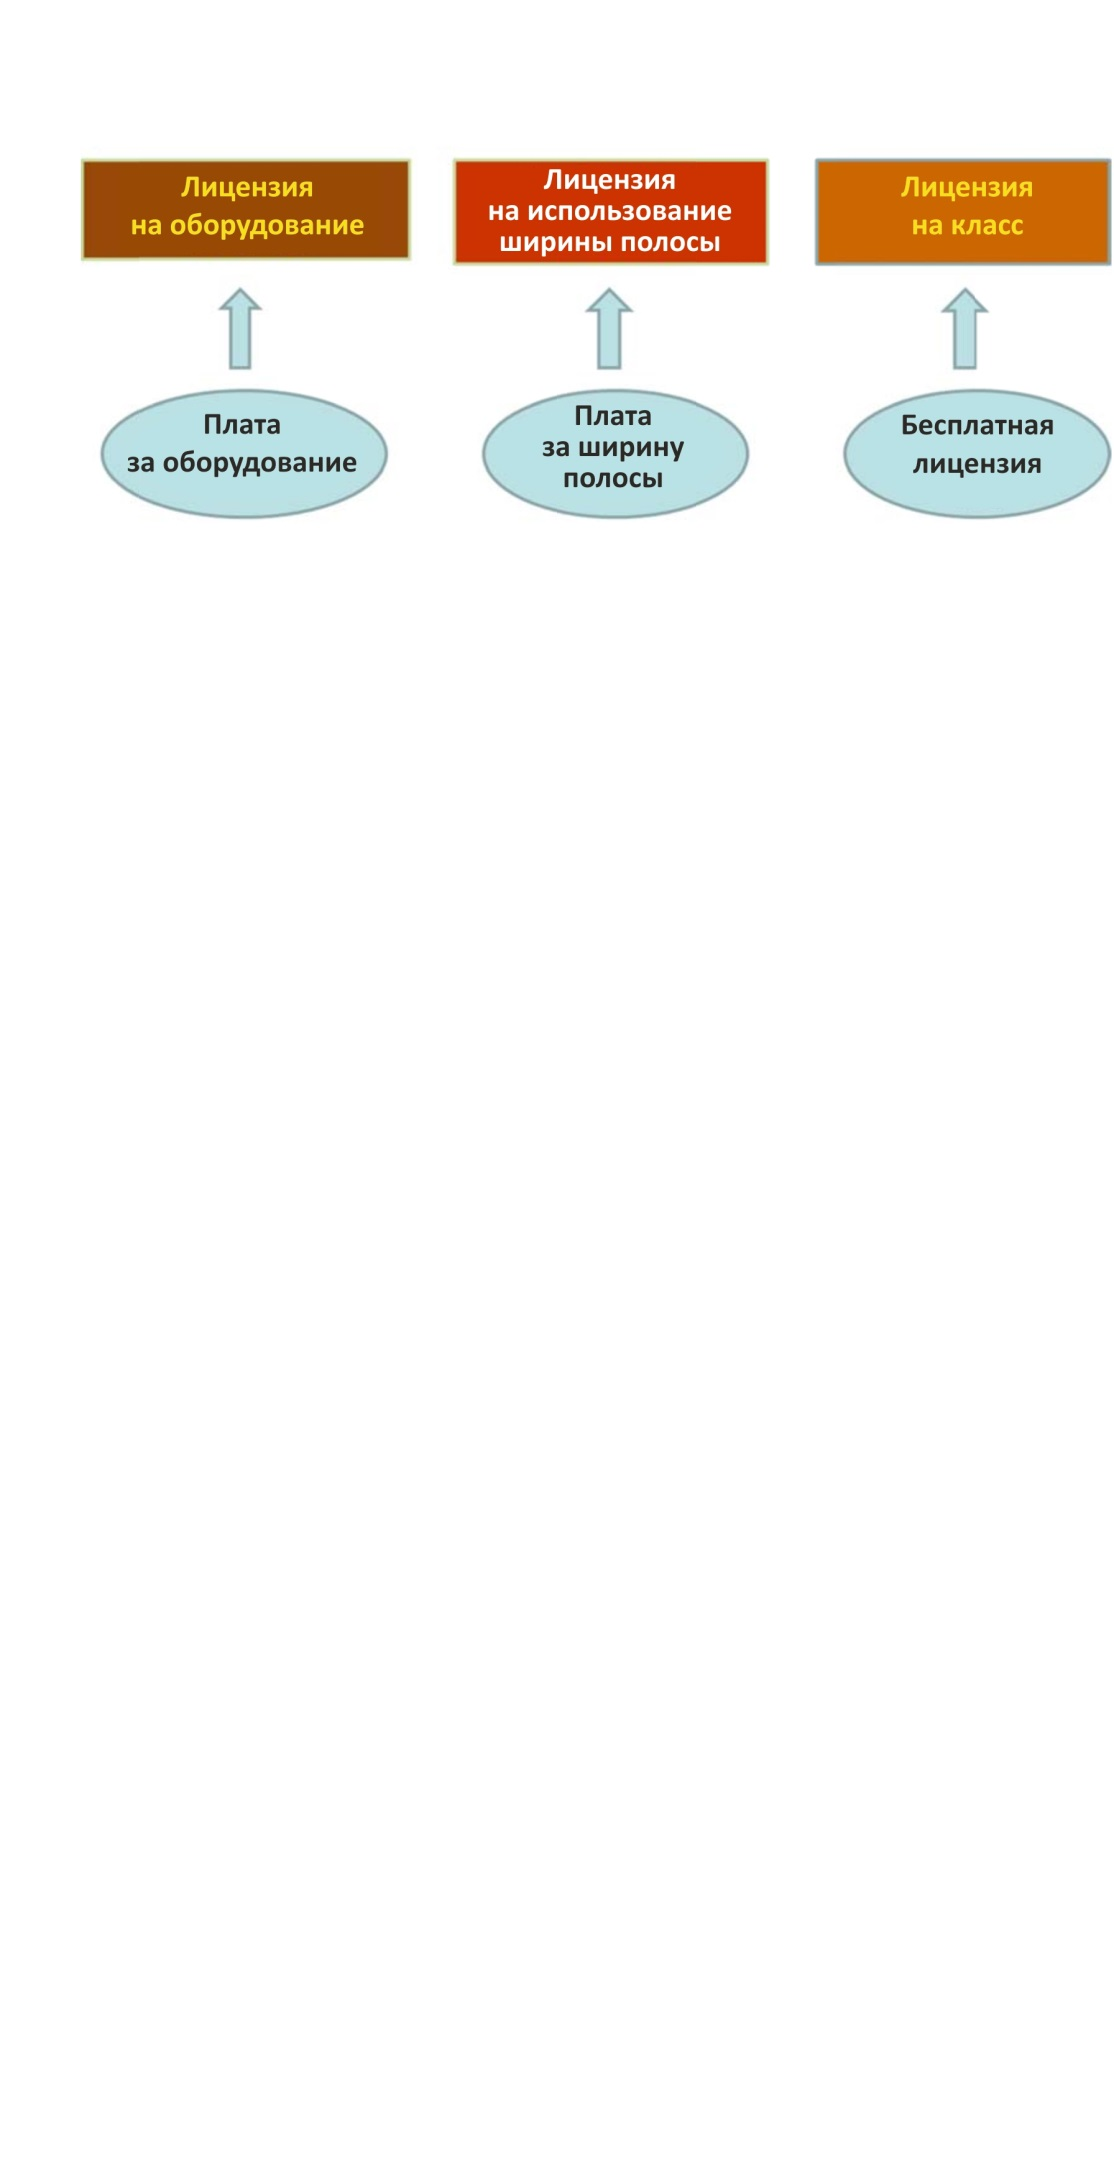 Лицензия
на оборудование
Лицензия
на использование
ширины полосы
Лицензия
на класс
Плата
за оборудование
Плата
за ширину
полосы
Бесплатная
лицензия